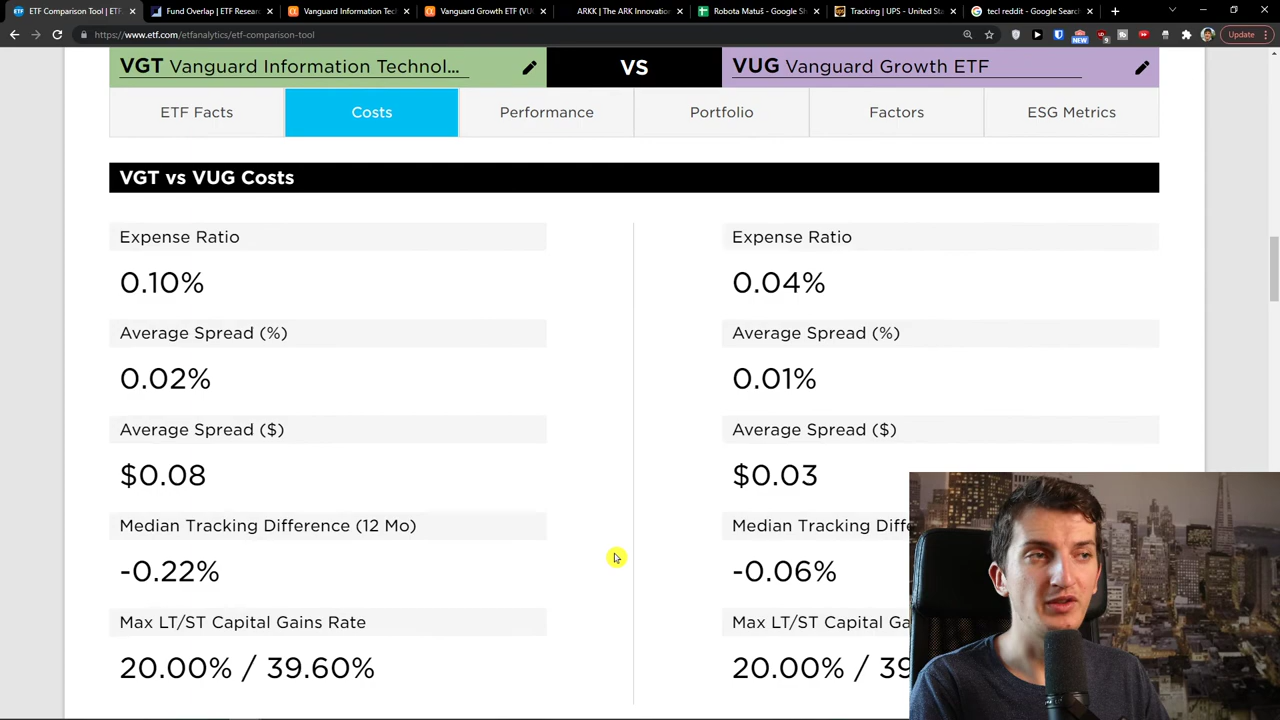 ETF Comparison Tool | ETF.
Fund Overlap | ETF Resear
Vanguard Information Tec
Vanguard Growth ETF (VU
ARKK | The ARK Innovation
Robota Matuš - Google Sh
Tracking | UPS - United Sta
tecl reddit - Google Search
https://www.etf.com/etfanalytics/etf-comparison-tool
NEW
9
Update
VGT Vanguard Information Technol...
VS
VUG Vanguard Growth ETF
ETF Facts
Costs
Performance
Portfolio
Factors
ESG Metrics
VGT vs VUG Costs
Expense Ratio
Expense Ratio
0.10%
0.04%
Average Spread (%)
Average Spread (%)
0.02%
0.01%
Average Spread ($)
Average Spread ($)
$0.08
$0.03
Median Tracking Difference (12 Mo)
Median Tracking Diffe
-0.22%
-0.06%
Max LT/ST Capital Gains Rate
Max LT/ST Capital Ga
20.00% / 39.60%
20.00% / 39